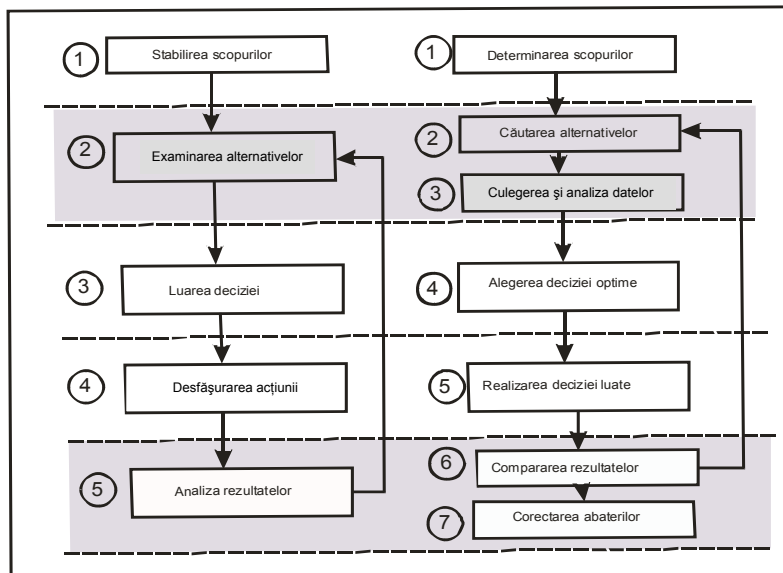 1 Stabilirea scopurilor
2 Examinarea alternativelor
3 Luarea deciziei
4 Desfăşurarea acțiunii
5 Analiza rezultatelor
1 Determinarea scopurilor
2 Căutarea alternativelor
3 Culegerea şi analiza datelor
4 Alegerea deciziei optime
5 Realizarea deciziei luate
6 Compararea rezultatelor
7 Corectarea abaterilor